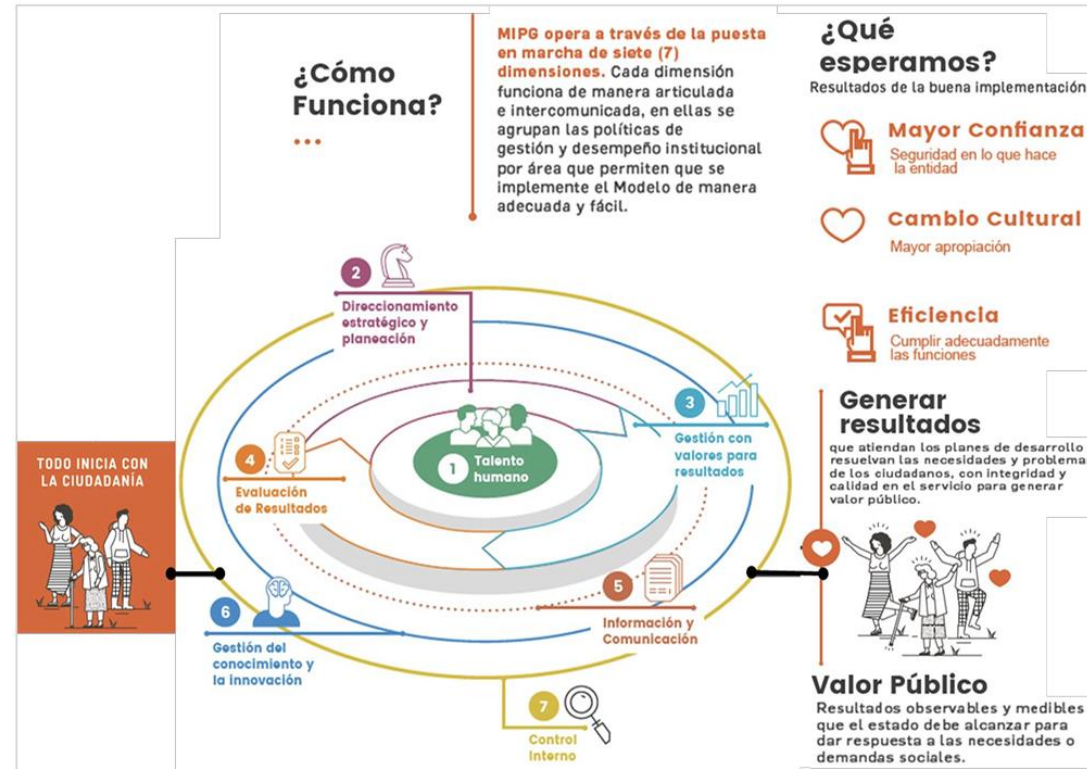 ¿Cómo
Funciona?
MIPG opera a través de la puesta
en marcha de siete (7)
dimensiones. Cada dimensión
funciona de manera articulada
e intercomunicada, en ellas se
agrupan las políticas de
gestión y desempeño institucional
por área que permiten que se
implemente el Modelo de manera
adecuada y fácil.
¿Qué
esperamos?
Resultados de la buena implementación
Mayor Confianza
Seguridad en lo que hace
la entidad
Cambio Cultural
Mayor apropiación
Eficiencia
Cumplir adecuadamente
las funciones
TODO INICIA CON
LA CIUDADANÍA
1 Talento
humano
2
Direccionamiento
estratégico y
planeación
3
Gestión con
valores para
resultados
4
Evaluación
de Resultados
5
Información y
Comunicación
6
Gestión del
conocimiento y
la innovación
7
Control
Interno
Generar
resultados
que atiendan los planes de desarrollo
resuelvan las necesidades y problema
de los ciudadanos, con integridad y
calidad en el servicio para generar
valor público.
Valor Público
Resultados observables y medibles
que el estado debe alcanzar para
dar respuesta a las necesidades o
demandas sociales.